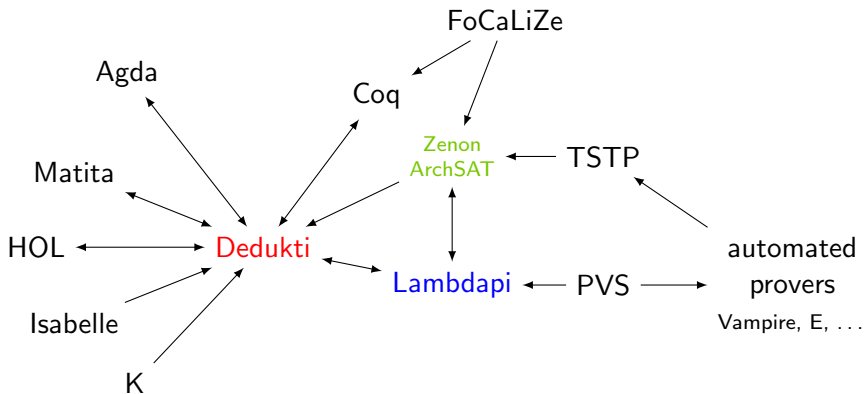 FoCaLiZe
Agda
Coq
Zenon
ArchSAT
TSTP
Matita
HOL
Dedukti
automated
provers
Vampire, E, ...
Lambdapi
PVS
Isabelle
K